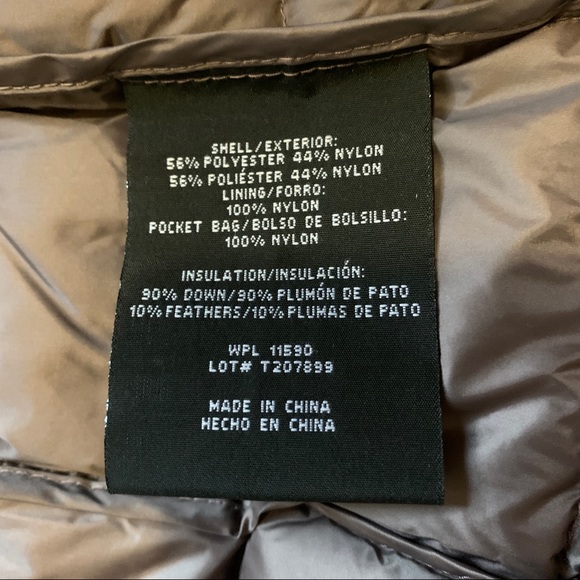 SHELL/EXTERIOR:
56% POLYESTER 44% NYLON
56% POLIÉSTER 44% NYLON
LINING/FORRO:
100% NYLON
POCKET BAG/BOLSO DE BOLSILLO:
100% NYLON
INSULATION/INSULACIÓN:
90% DOWN/90% PLUMÓN DE PATO
10% FEATHERS/10% PLUMAS DE PATO
WPL 11590
LOT# T207899
MADE IN CHINA
HECHO EN CHINA